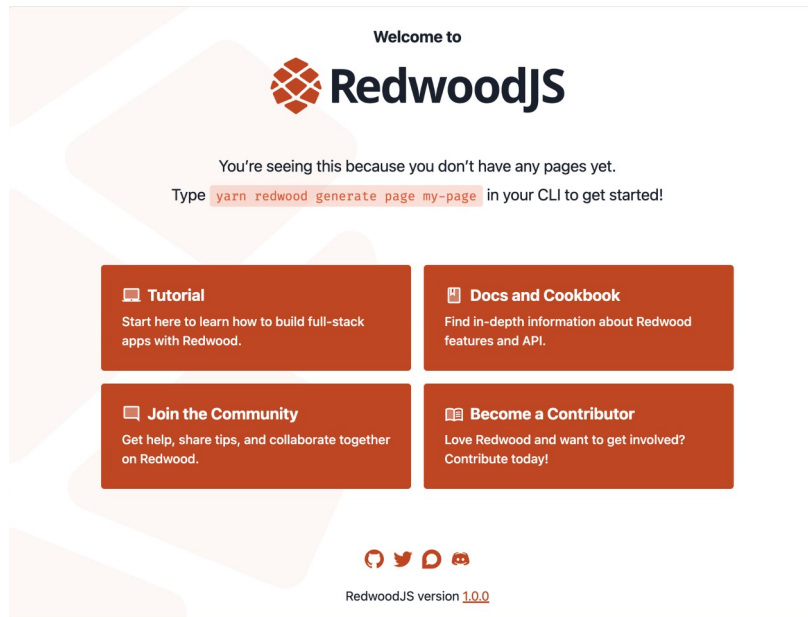 Welcome to
RedwoodJS
You’re seeing this because you don’t have any pages yet.
Type yarn redwood generate page my-page in your CLI to get started!
Tutorial
Start here to learn how to build full-stack
apps with Redwood.
Docs and Cookbook
Find in-depth information about Redwood
features and API.
Join the Community
Get help, share tips, and collaborate together
on Redwood.
Become a Contributor
Love Redwood and want to get involved?
Contribute today!
RedwoodJS version 1.0.0